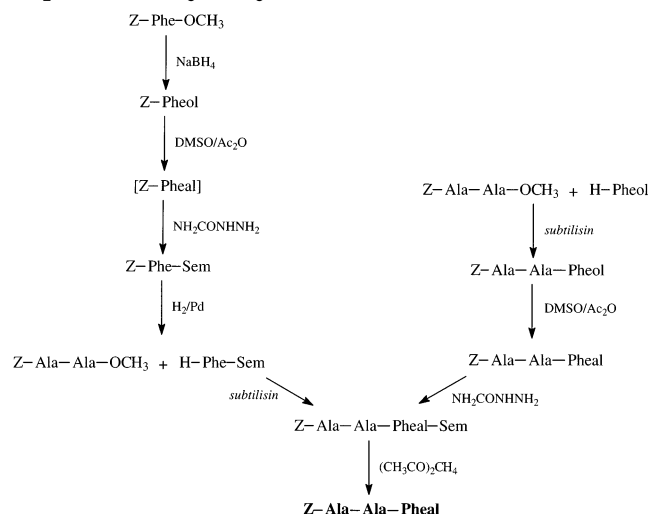 Z–Phe–OCH₃
NaBH₄
Z–Pheol
DMSO/Ac₂O
[Z–Pheal]
NH₂CONHNH₂
Z–Phe–Sem
H₂/Pd
Z–Ala–Ala–OCH₃ + H–Phe–Sem
subtilisin
Z–Ala–Ala–OCH₃ + H–Pheol
subtilisin
Z–Ala–Ala–Pheol
DMSO/Ac₂O
Z–Ala–Ala–Pheal
NH₂CONHNH₂
Z–Ala–Ala–Pheal–Sem
(CH₃CO)₂CH₄
Z–Ala–Ala–Pheal